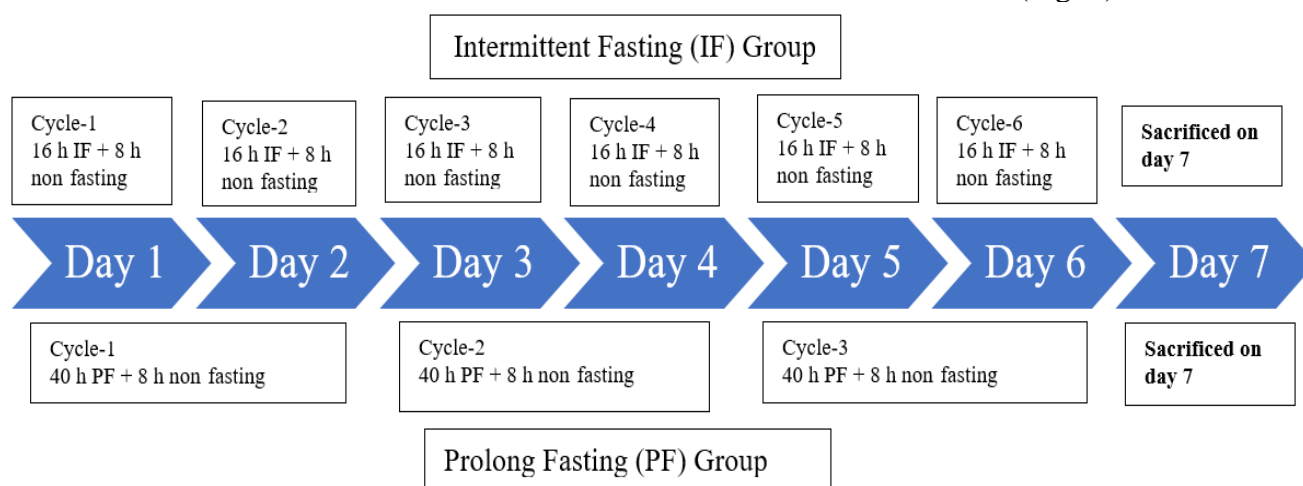 Intermittent Fasting (IF) Group
Cycle-1
16 h IF + 8 h
non fasting
Cycle-2
16 h IF + 8 h
non fasting
Cycle-3
16 h IF + 8 h
non fasting
Cycle-4
16 h IF + 8 h
non fasting
Cycle-5
16 h IF + 8 h
non fasting
Cycle-6
16 h IF + 8 h
non fasting
Sacrificed on
day 7
Day 1
Day 2
Day 3
Day 4
Day 5
Day 6
Day 7
Cycle-1
40 h PF + 8 h non fasting
Cycle-2
40 h PF + 8 h non fasting
Cycle-3
40 h PF + 8 h non fasting
Sacrificed on
day 7
Prolong Fasting (PF) Group